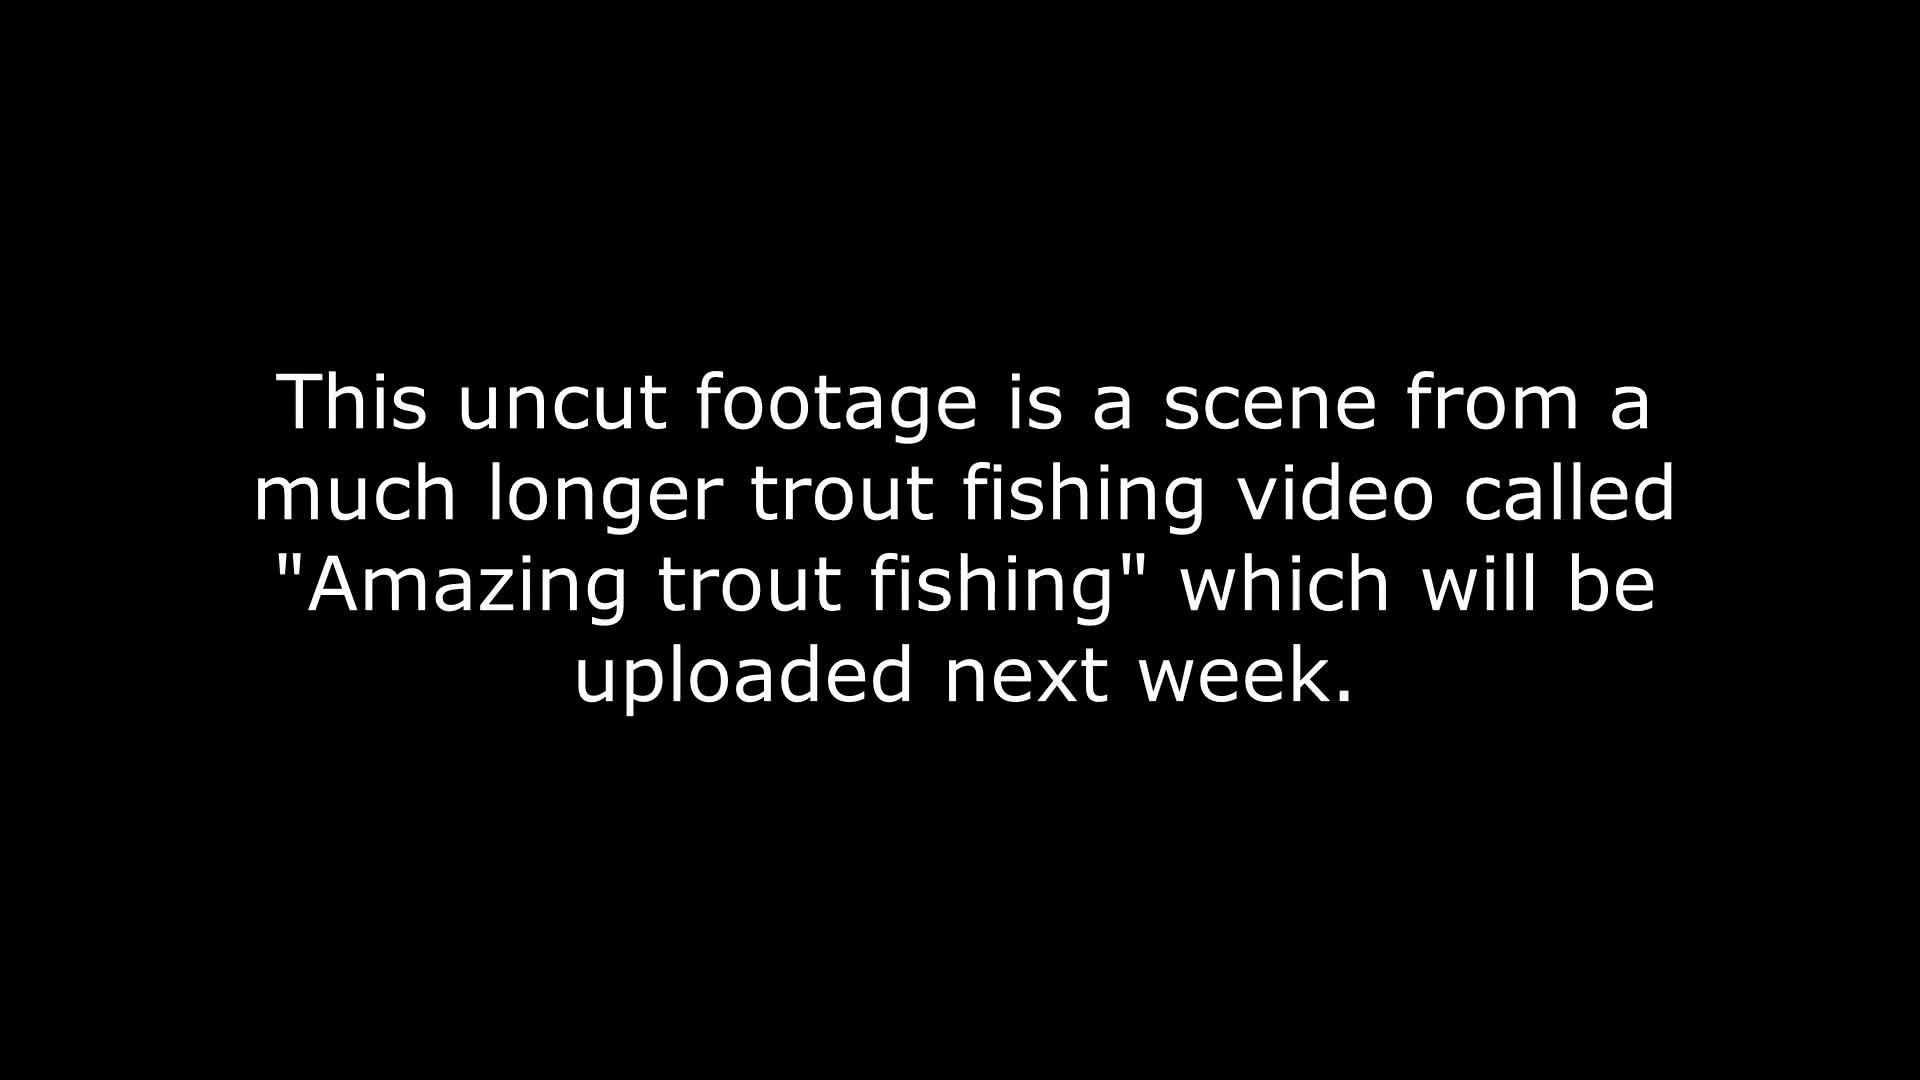 This uncut footage is a scene from a
much longer trout fishing video called
"Amazing trout fishing" which will be
uploaded next week.